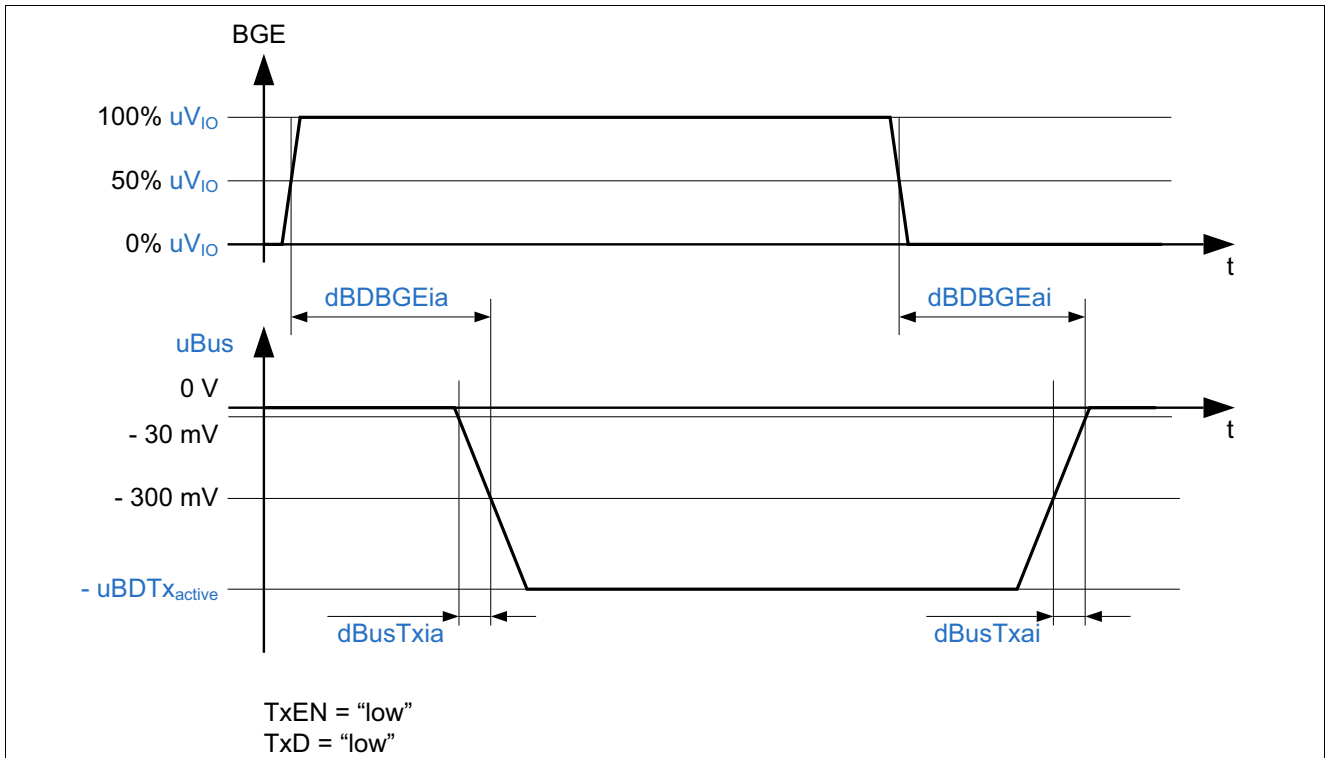 BGE
100% uVIO
50% uVIO
0% uVIO
t
dBDBGEia
dBDBGEai
uBus
0 V
t
- 30 mV
- 300 mV
- uBDTxactive
dBusTxia
dBusTxai
TxEN = “low”
TxD = “low”